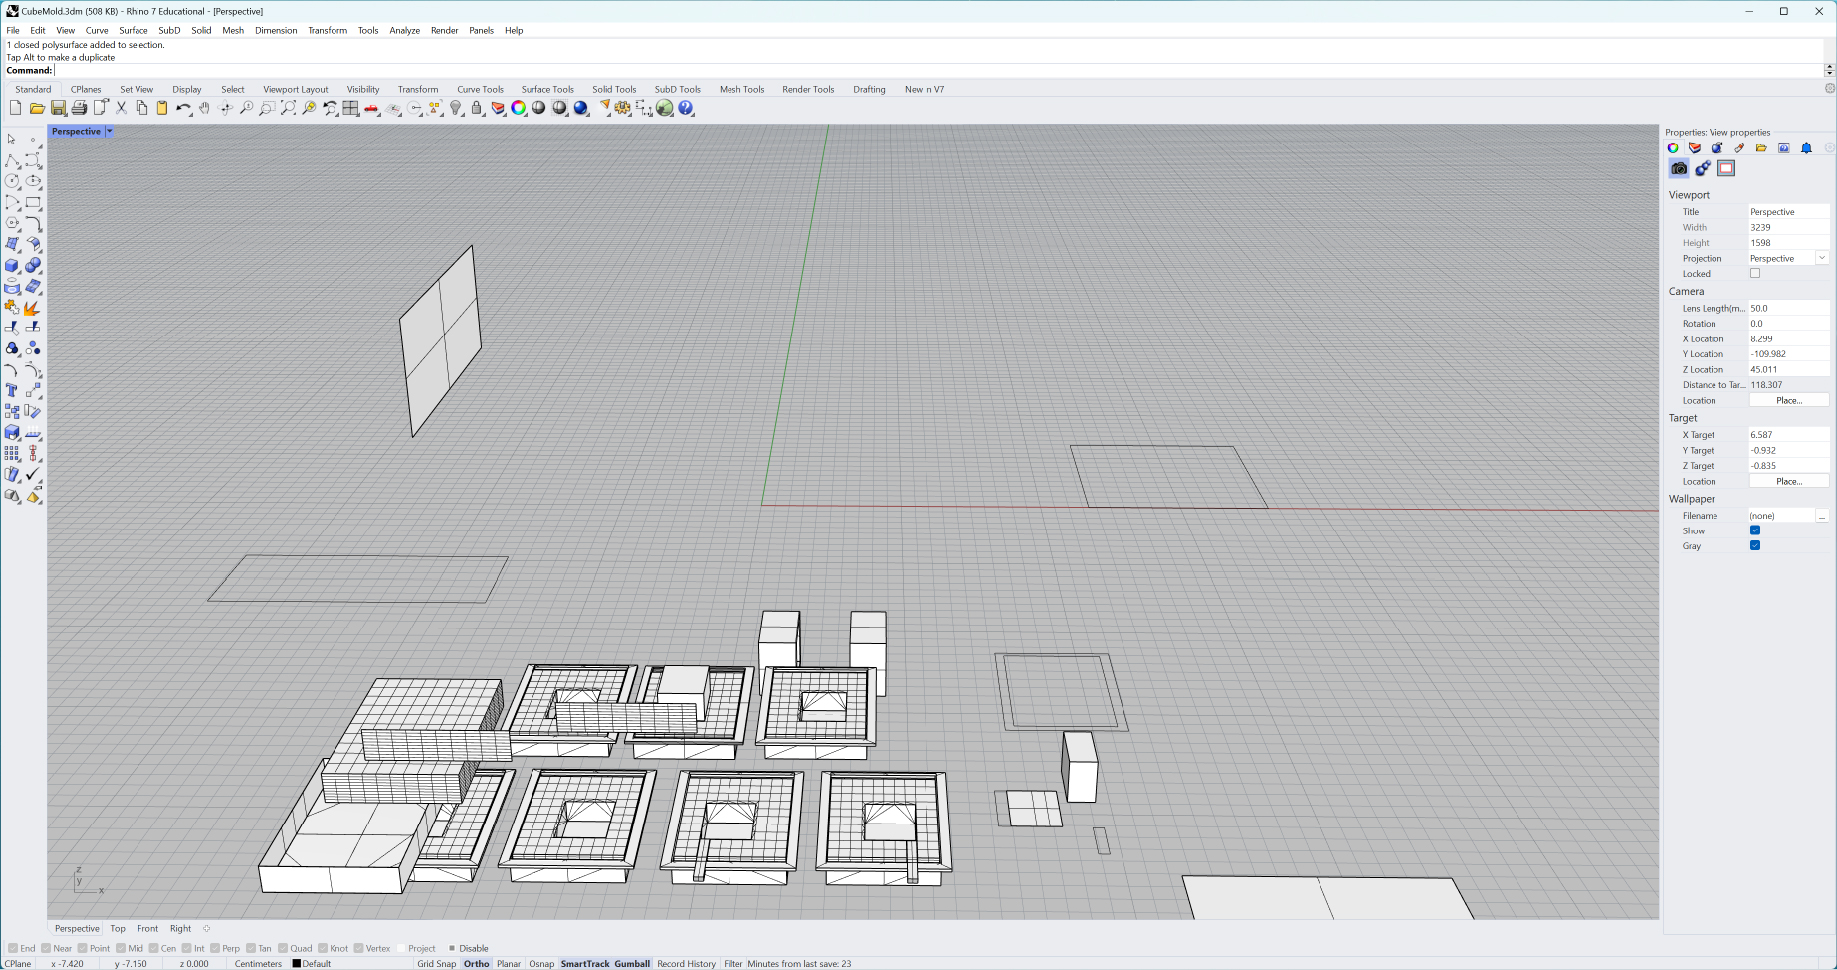 CubeMold.3dm (508 KB) - Rhino 7 Educational - [Perspective]
File Edit View Curve Surface SubD Solid Mesh Dimension Transform Tools Analyze Render Panels Help
1 closed polysurface added to selection.
Tap Alt to make a duplicate
Command:
Standard CPlanes Set View Display Select Viewport Layout Visibility Transform Curve Tools Surface Tools Solid Tools SubD Tools Mesh Tools Render Tools Drafting New in V7
Perspective
Properties: View properties
Viewport
Title Perspective
Width 3239
Height 1598
Projection Perspective
Locked
Camera
Lens Length(m... 50.0
Rotation 0.0
X Location 8.299
Y Location -109.982
Z Location 45.011
Distance to Tar... 118.307
Location Place...
Target
X Target 6.587
Y Target -0.932
Z Target -0.835
Location Place...
Wallpaper
Filename (none) ...
Show
Gray
z
y
x
Perspective Top Front Right
End Near Point Mid Cen Int Perp Tan Quad Knot Vertex Project Disable
CPlane x -7.420 y -7.150 z 0.000 Centimeters Default Grid Snap Ortho Planar Osnap SmartTrack Gumball Record History Filter Minutes from last save: 23